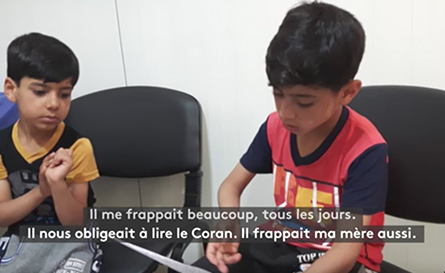 Il me frappait beaucoup, tous les jours.
Il nous obligeait à lire le Coran. Il frappait ma mère aussi.